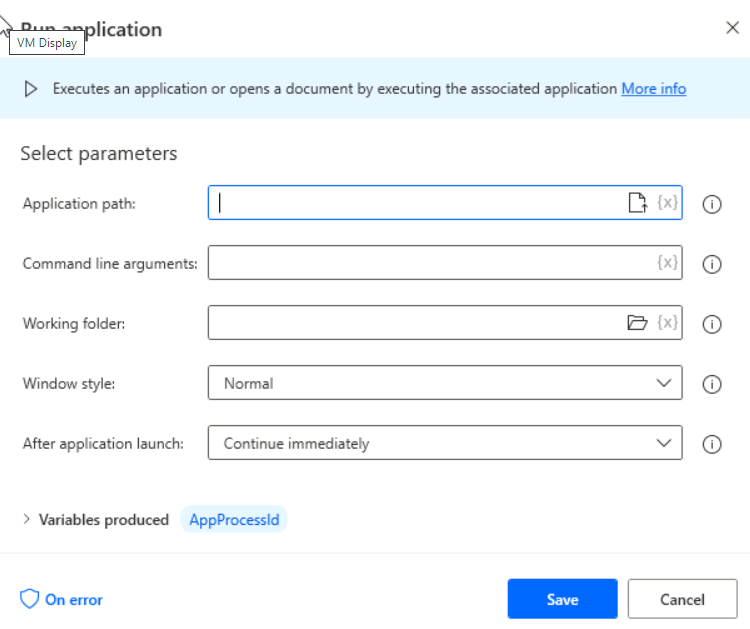 Run application
VM Display
Executes an application or opens a document by executing the associated application More info
Select parameters
Application path:
{x}
Command line arguments:
{x}
Working folder:
{x}
Window style:
Normal
After application launch:
Continue immediately
Variables produced
AppProcessId
On error
Save
Cancel